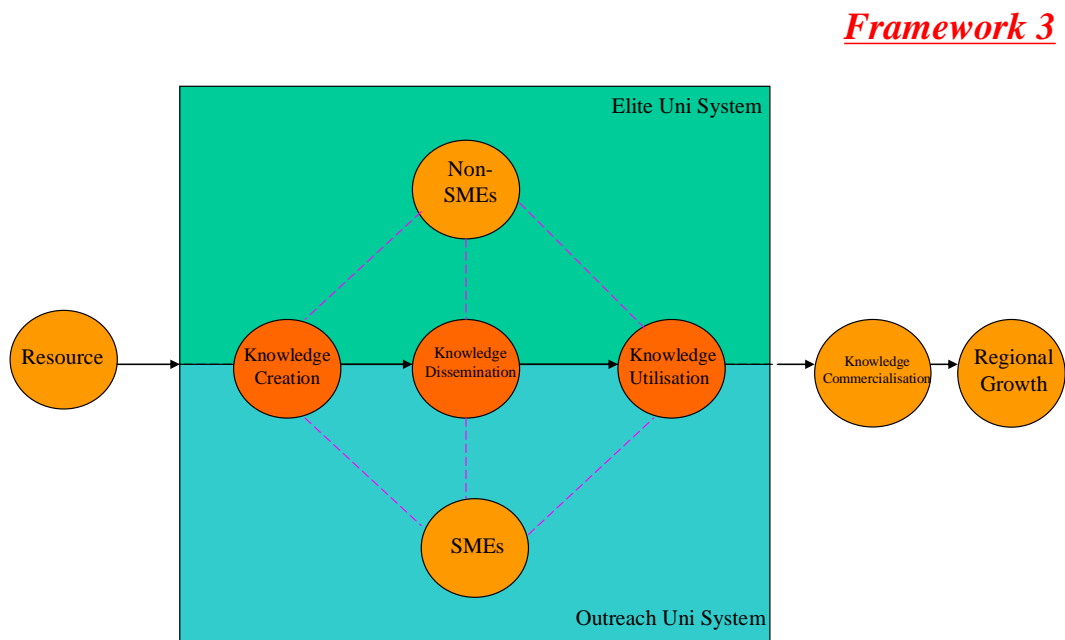 Framework 3
Elite Uni System
Non-
SMEs
Resource
Knowledge
Creation
Knowledge
Dissemination
Knowledge
Utilisation
Knowledge
Commercialisation
Regional
Growth
SMEs
Outreach Uni System